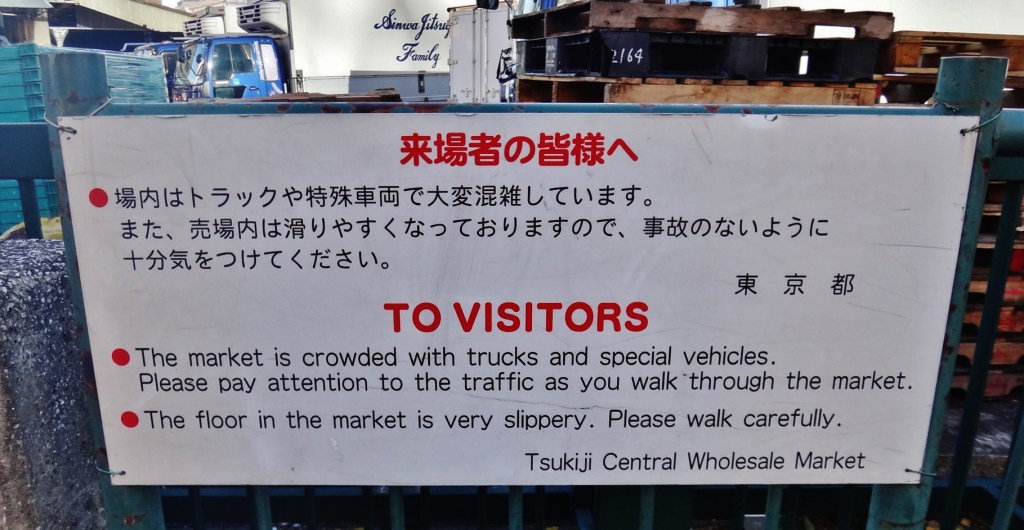 Sinwa Jitsugy
Family
2164
来場者の皆様へ
●場内はトラックや特殊車両で大変混雑しています。
また、売場内は滑りやすくなっておりますので、事故のないように
十分気をつけてください。
東 京 都
TO VISITORS
●The market is crowded with trucks and special vehicles.
Please pay attention to the traffic as you walk through the market.
●The floor in the market is very slippery. Please walk carefully.
Tsukiji Central Wholesale Market